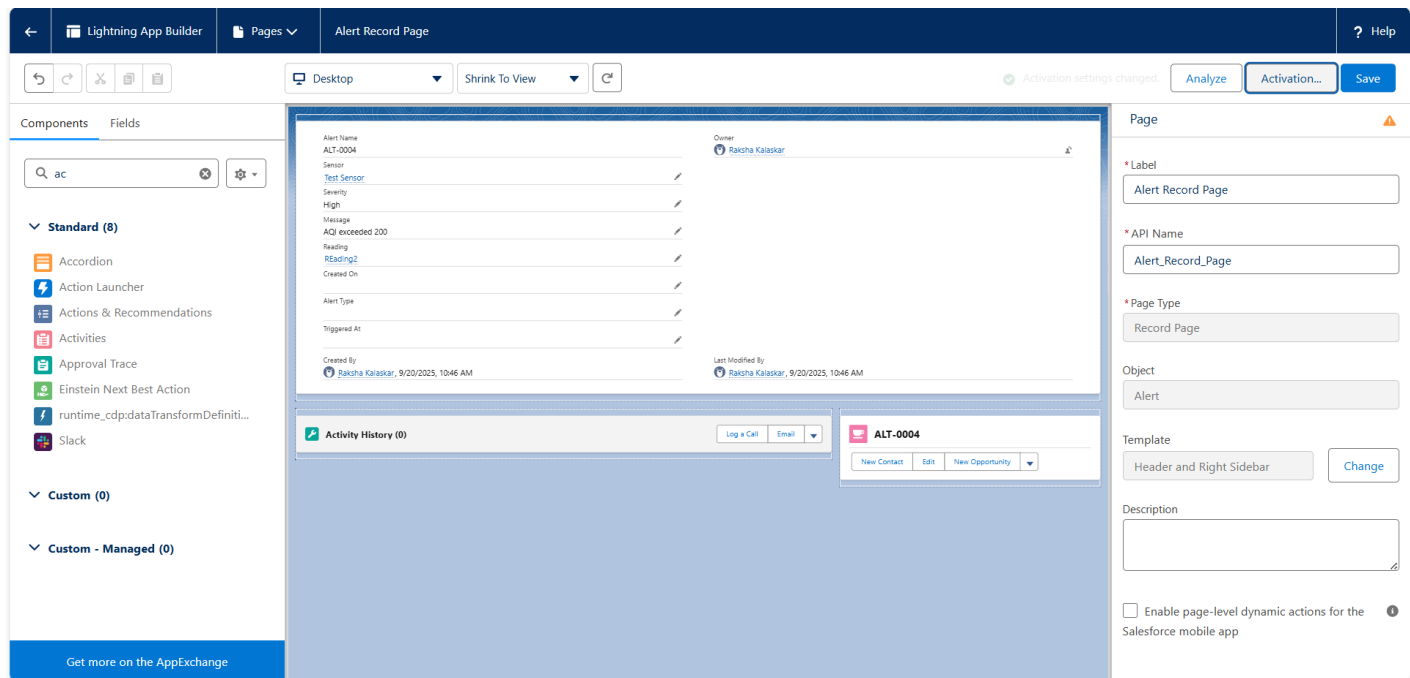 Lightning App Builder
Pages
Alert Record Page
? Help
Desktop
Shrink To View
Activation settings changed.
Analyze
Activation...
Save
Components
Fields
ac
Standard (8)
Accordion
Action Launcher
Actions & Recommendations
Activities
Approval Trace
Einstein Next Best Action
runtime_cdp:dataTransformDefiniti...
Slack
Custom (0)
Custom - Managed (0)
Get more on the AppExchange
Alert Name
ALT-0004
Owner
Raksha Kalaskar
Sensor
Test Sensor
Severity
High
Message
AQI exceeded 200
Reading
REading2
Created On
Alert Type
Triggered At
Created By
Raksha Kalaskar, 9/20/2025, 10:46 AM
Last Modified By
Raksha Kalaskar, 9/20/2025, 10:46 AM
Activity History (0)
Log a Call
Email
ALT-0004
New Contact
Edit
New Opportunity
Page
*Label
Alert Record Page
*API Name
Alert_Record_Page
*Page Type
Record Page
Object
Alert
Template
Header and Right Sidebar
Change
Description
Enable page-level dynamic actions for the
Salesforce mobile app